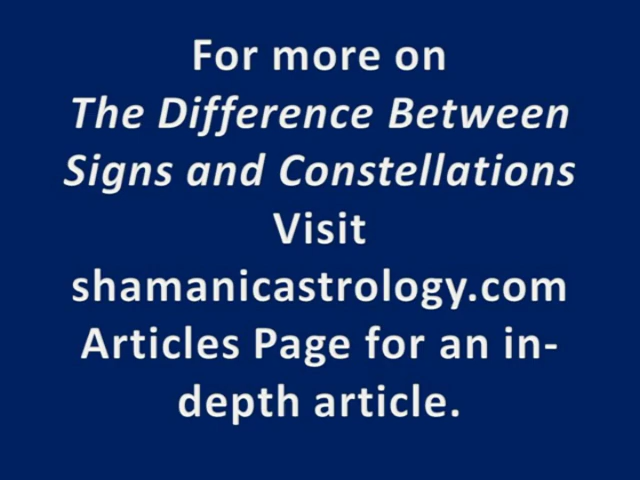 For more on
The Difference Between
Signs and Constellations
Visit
shamanicastrology.com
Articles Page for an in-
depth article.